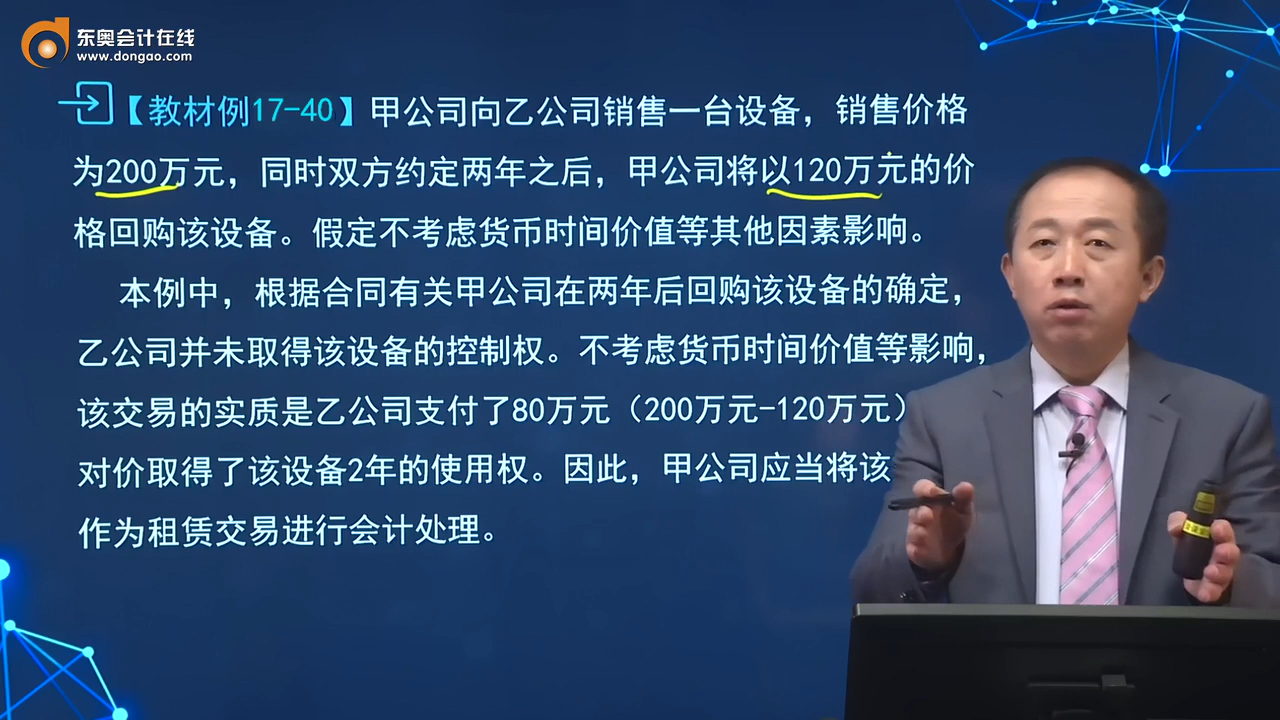 东奥会计在线
www.dongao.com
【教材例17-40】甲公司向乙公司销售一台设备，销售价格
为200万元，同时双方约定两年之后，甲公司将以120万元的价
格回购该设备。假定不考虑货币时间价值等其他因素影响。
本例中，根据合同有关甲公司在两年后回购该设备的确定，
乙公司并未取得该设备的控制权。不考虑货币时间价值等影响，
该交易的实质是乙公司支付了80万元（200万元-120万元）
对价取得了该设备2年的使用权。因此，甲公司应当将该
作为租赁交易进行会计处理。